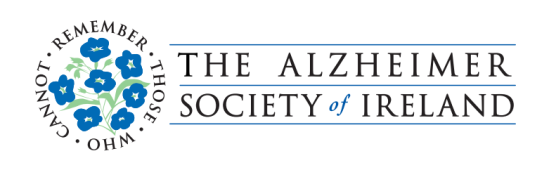 REMEMBER · THOSE · WHO · CANNOT ·
THE ALZHEIMER
SOCIETY of IRELAND